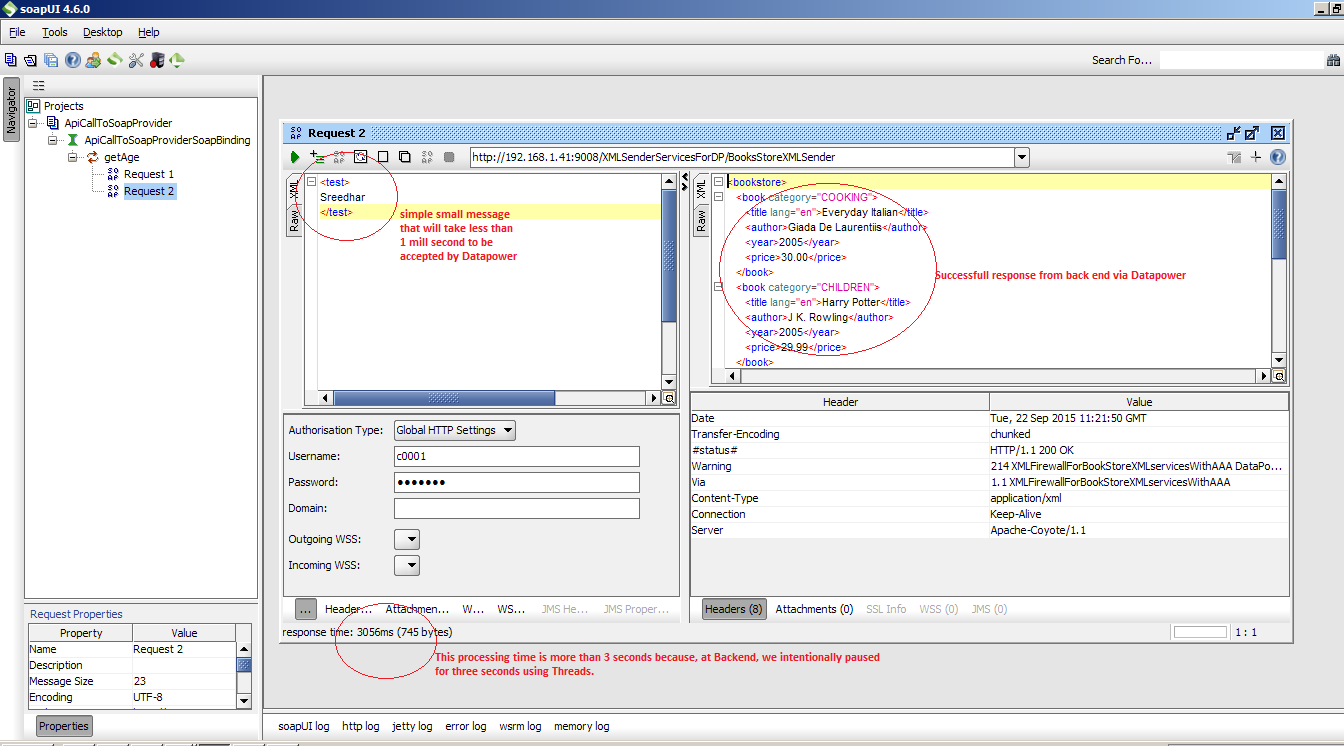 soapUI 4.6.0
File Tools Desktop Help
Search Fo...
Navigator
Projects
ApiCallToSoapProvider
ApiCallToSoapProviderSoapBinding
getAge
Request 1
Request 2
Request Properties
Property Value
Name Request 2
Description
Message Size 23
Encoding UTF-8
Properties
Request 2
http://192.168.1.41:9008/XMLSenderServicesForDP/BooksStoreXMLSender
XML
Raw
<test>
Sreedhar
</test>
simple small message
that will take less than
1 mill second to be
accepted by Datapower
Authorisation Type: Global HTTP Settings
Username: c0001
Password: •••••••
Domain:
Outgoing WSS:
Incoming WSS:
... Header... Attachmen... W... WS... JMS He... JMS Proper...
response time: 3056ms (745 bytes)
This processing time is more than 3 seconds because, at Backend, we intentionally paused
for three seconds using Threads.
XML
Raw
<bookstore>
<book category="COOKING">
<title lang="en">Everyday Italian</title>
<author>Giada De Laurentiis</author>
<year>2005</year>
<price>30.00</price>
</book>
<book category="CHILDREN">
<title lang="en">Harry Potter</title>
<author>J K. Rowling</author>
<year>2005</year>
<price>29.99</price>
</book>
Successfull response from back end via Datapower
Header Value
Date Tue, 22 Sep 2015 11:21:50 GMT
Transfer-Encoding chunked
#status# HTTP/1.1 200 OK
Warning 214 XMLFirewallForBookStoreXMLservicesWithAAA DataPo...
Via 1.1 XMLFirewallForBookStoreXMLservicesWithAAA
Content-Type application/xml
Connection Keep-Alive
Server Apache-Coyote/1.1
Headers (8) Attachments (0) SSL Info WSS (0) JMS (0)
1 : 1
soapUI log http log jetty log error log wsrm log memory log